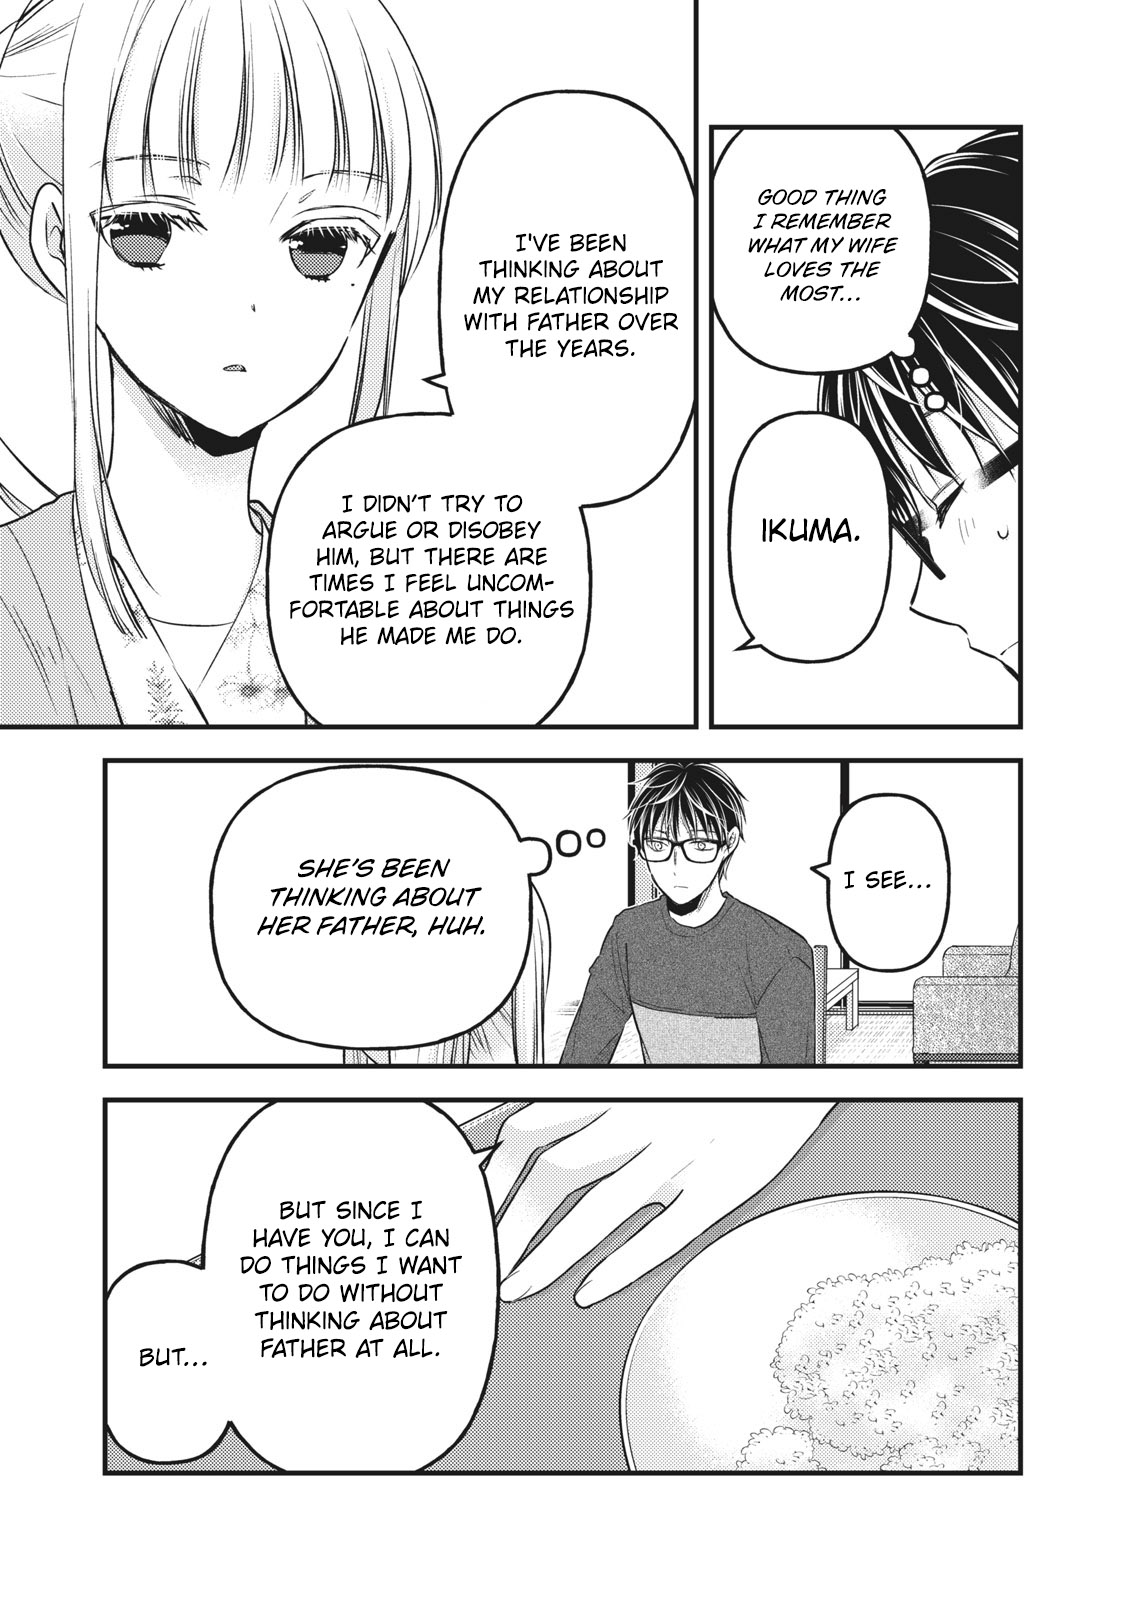 GOOD THING
I REMEMBER
WHAT MY WIFE
LOVES THE
MOST...
IKUMA.
I'VE BEEN
THINKING ABOUT
MY RELATIONSHIP
WITH FATHER OVER
THE YEARS.
I DIDN'T TRY TO
ARGUE OR DISOBEY
HIM, BUT THERE ARE
TIMES I FEEL UNCOM-
FORTABLE ABOUT THINGS
HE MADE ME DO.
I SEE...
SHE'S BEEN
THINKING ABOUT
HER FATHER, HUH.
BUT SINCE I
HAVE YOU, I CAN
DO THINGS I WANT
TO DO WITHOUT
THINKING ABOUT
FATHER AT ALL.
BUT...